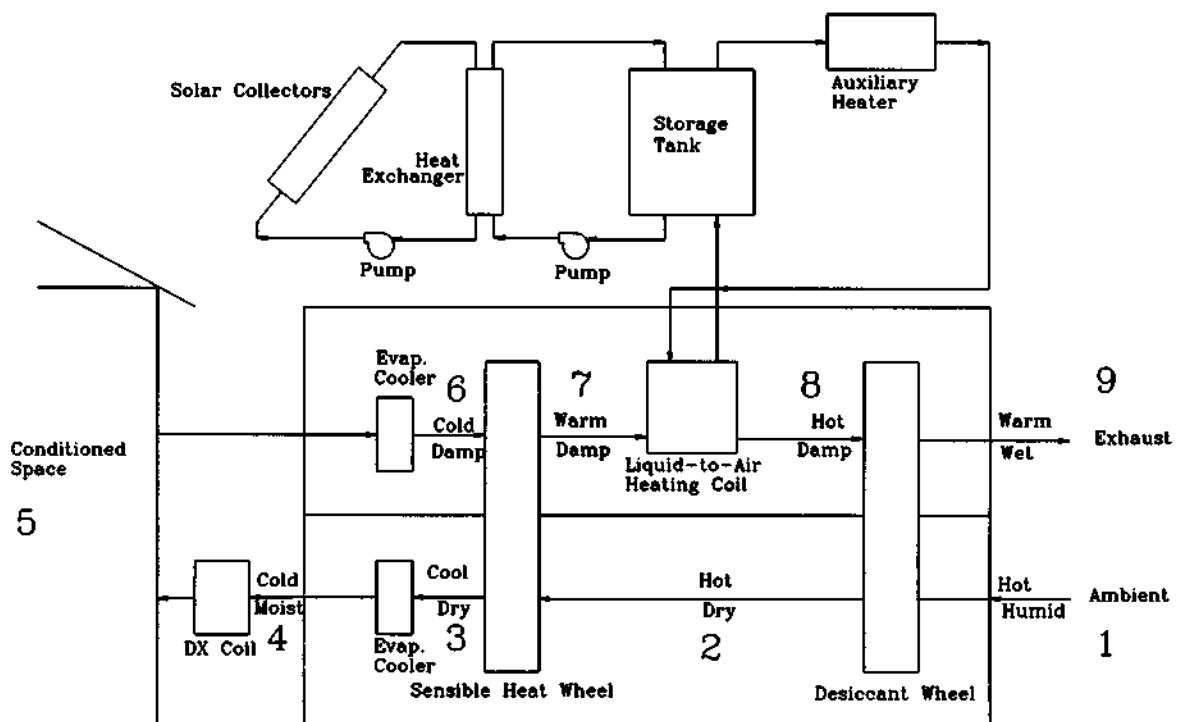 Solar Collectors
Heat
Exchanger
Storage
Tank
Auxiliary
Heater
Pump
Pump
Evap.
Cooler
6
Cold
Damp
7
Warm
Damp
Liquid-to-Air
Heating Coil
8
Hot
Damp
9
Warm
Wet
Exhaust
Conditioned
Space
5
DX Coil
Cold
Moist
4
Evap.
Cooler
Cool
Dry
3
Sensible Heat Wheel
Hot
Dry
2
Desiccant Wheel
Hot
Humid
Ambient
1